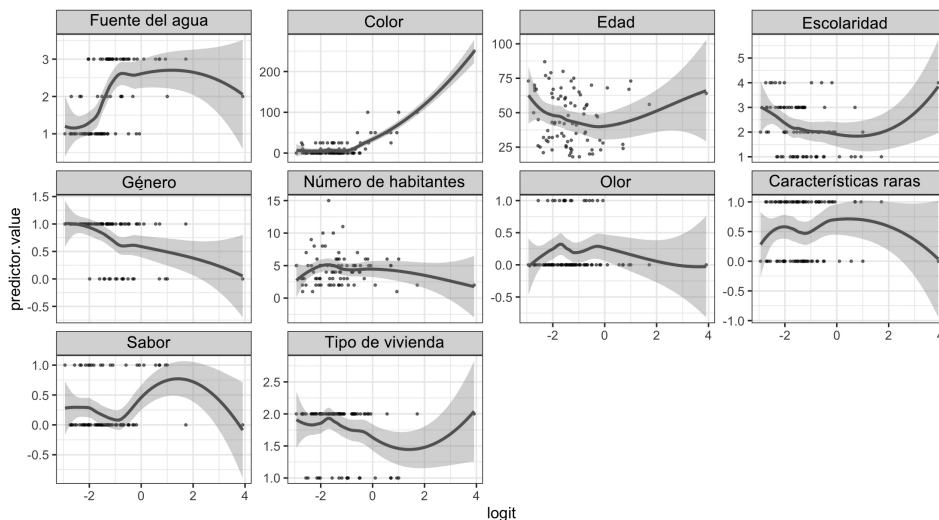 Fuente del agua
Color
Edad
Escolaridad
3
2
1
200
100
0
100
75
50
25
5
4
3
2
1
Género
Número de habitantes
Olor
Características raras
1.5
1.0
0.5
0.0
-0.5
15
10
5
0
1.0
0.5
0.0
-0.5
1.5
1.0
0.5
0.0
-0.5
-1.0
Sabor
Tipo de vivienda
1.0
0.5
0.0
-0.5
2.5
2.0
1.5
1.0
-2 0 2 4
-2 0 2 4
-2 0 2 4
-2 0 2 4
predictor.value
logit